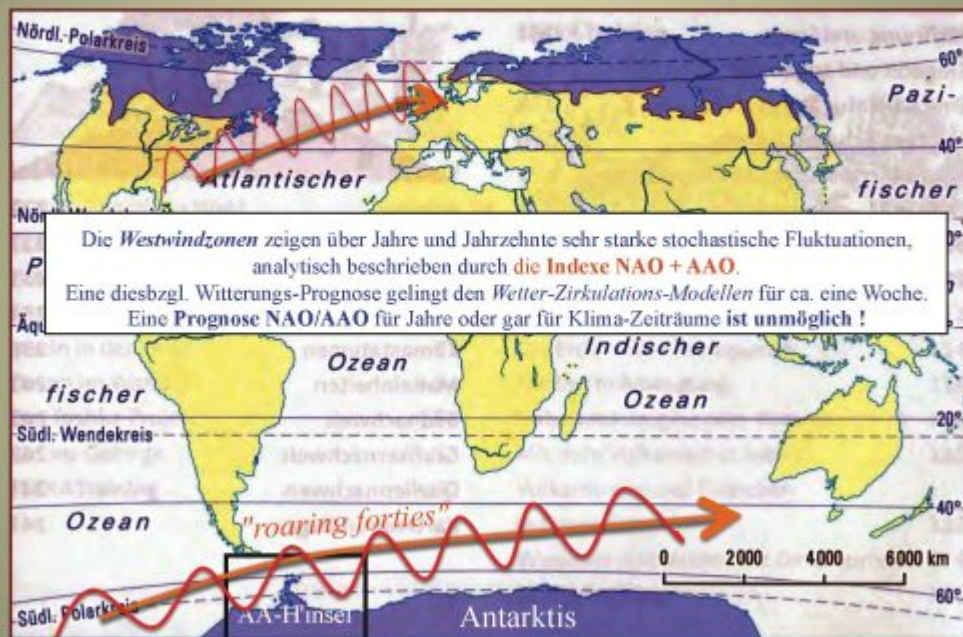 Nördl. Polarkreis
60°
Pazi-
40°
Atlantischer
fischer
Die Westwindzonen zeigen über Jahre und Jahrzehnte sehr starke stochastische Fluktuationen,
analytisch beschrieben durch die Indexe NAO + AAO.
Eine diesbzgl. Witterungs-Prognose gelingt den Wetter-Zirkulations-Modellen für ca. eine Woche.
Eine Prognose NAO/AAO für Jahre oder gar für Klima-Zeiträume ist unmöglich !
Ozean
Indischer
fischer
Ozean
20°
Südl. Wendekreis
"roaring forties"
40°
Ozean
0 2000 4000 6000 km
Südl. Polarkreis
AA-H'insel
Antarktis
60°